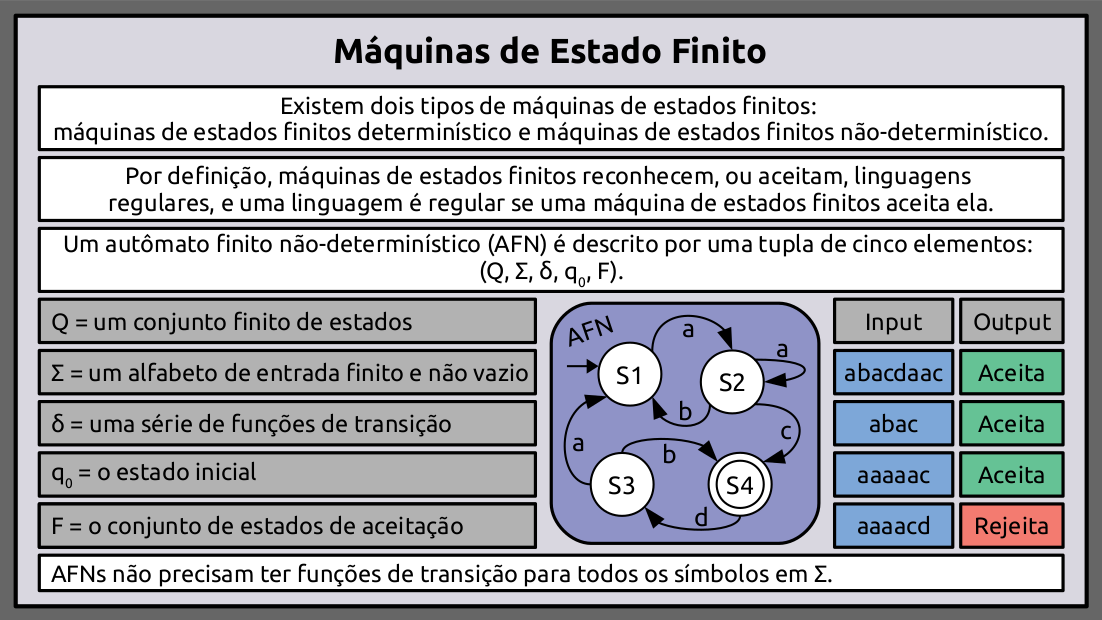 Máquinas de Estado Finito
Existem dois tipos de máquinas de estados finitos:
máquinas de estados finitos determinístico e máquinas de estados finitos não-determinístico.
Por definição, máquinas de estados finitos reconhecem, ou aceitam, linguagens
regulares, e uma linguagem é regular se uma máquina de estados finitos aceita ela.
Um autômato finito não-determinístico (AFN) é descrito por uma tupla de cinco elementos:
(Q, Σ, δ, q₀, F).
Q = um conjunto finito de estados
Σ = um alfabeto de entrada finito e não vazio
δ = uma série de funções de transição
q₀ = o estado inicial
F = o conjunto de estados de aceitação
AFN
a
a
S1
S2
b
c
a
b
S3
S4
d
Input Output
abacdaac Aceita
abac Aceita
aaaaac Aceita
aaaacd Rejeita
AFNs não precisam ter funções de transição para todos os símbolos em Σ.